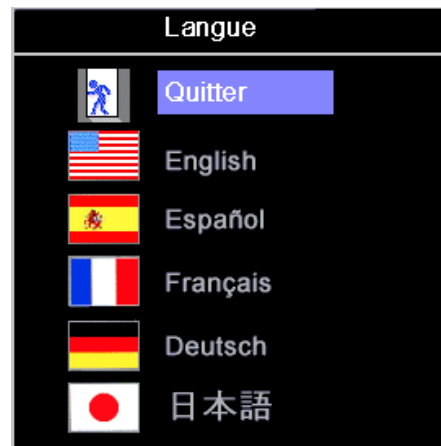 Langue
Quitter
English
Español
Français
Deutsch
日本語